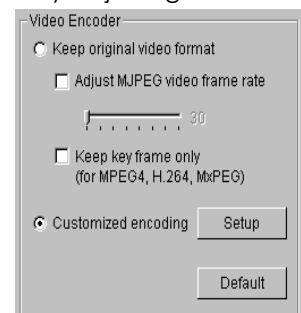 Video Encoder
Keep original video format
Adjust MJPEG video frame rate
30
Keep key frame only
(for MPEG4, H.264, MxPEG)
Customized encoding
Setup
Default